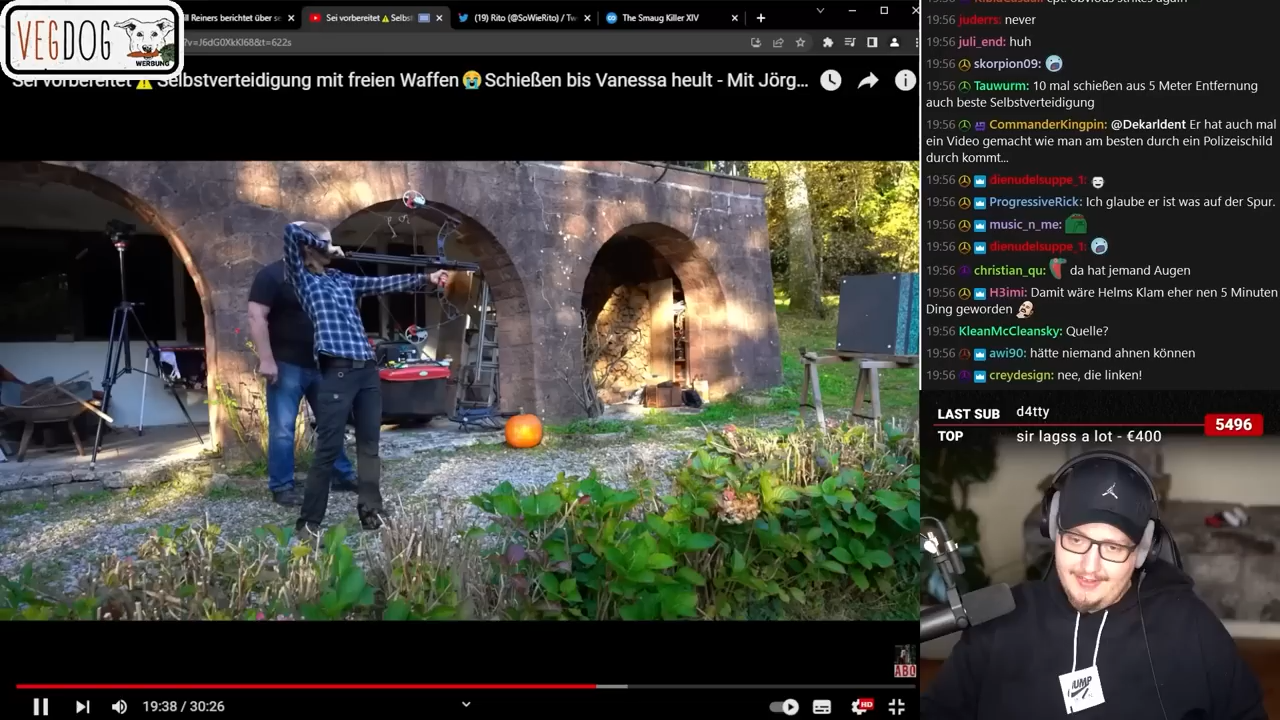 VEGDOG
WERBUNG
ill Reiners berichtet über se
Sei vorbereitet ⚠ Selbst
(19) Rito (@SoWieRito) / Tw
The Smaug Killer XIV
?v=J6dG0XkKI68&t=622s
Sei vorbereitet ⚠ Selbstverteidigung mit freien Waffen 😭 Schießen bis Vanessa heult - Mit Jörg...
ABO
19:38 / 30:26
HD
juderrs: never
19:56 juli_end: huh
19:56 skorpion09:
19:56 Tauwurm: 10 mal schießen aus 5 Meter Entfernung
auch beste Selbstverteidigung
19:56 CommanderKingpin: @Dekarldent Er hat auch mal
ein Video gemacht wie man am besten durch ein Polizeischild
durch kommt...
19:56 dienudelsuppe_1:
19:56 ProgressiveRick: Ich glaube er ist was auf der Spur.
19:56 music_n_me:
19:56 dienudelsuppe_1:
19:56 christian_qu: da hat jemand Augen
19:56 H3imi: Damit wäre Helms Klam eher nen 5 Minuten
Ding geworden
19:56 KleanMcCleansky: Quelle?
19:56 awi90: hätte niemand ahnen können
19:56 creydesign: nee, die linken!
LAST SUB d4tty
TOP sir lagss a lot - €400
5496
JUMP